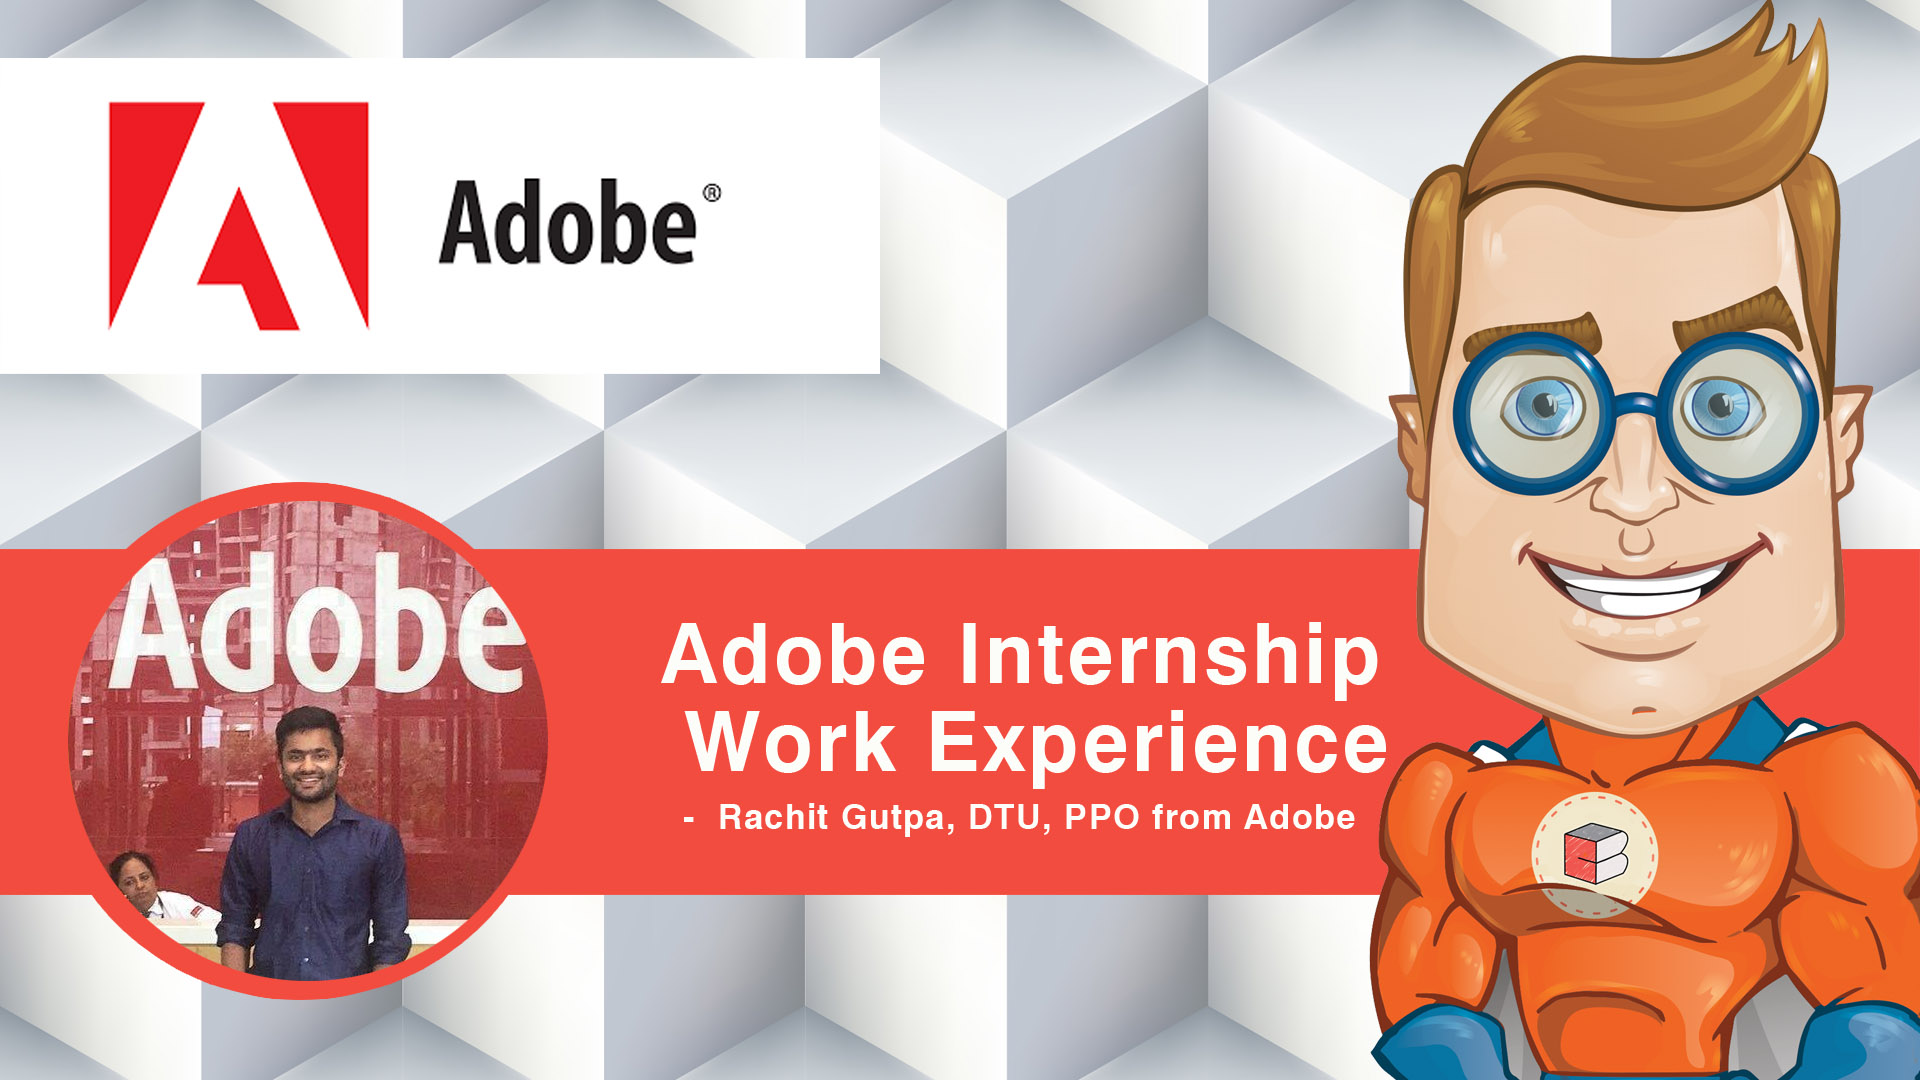 Adobe®
Adobe
Adobe Internship
Work Experience
- Rachit Gutpa, DTU, PPO from Adobe